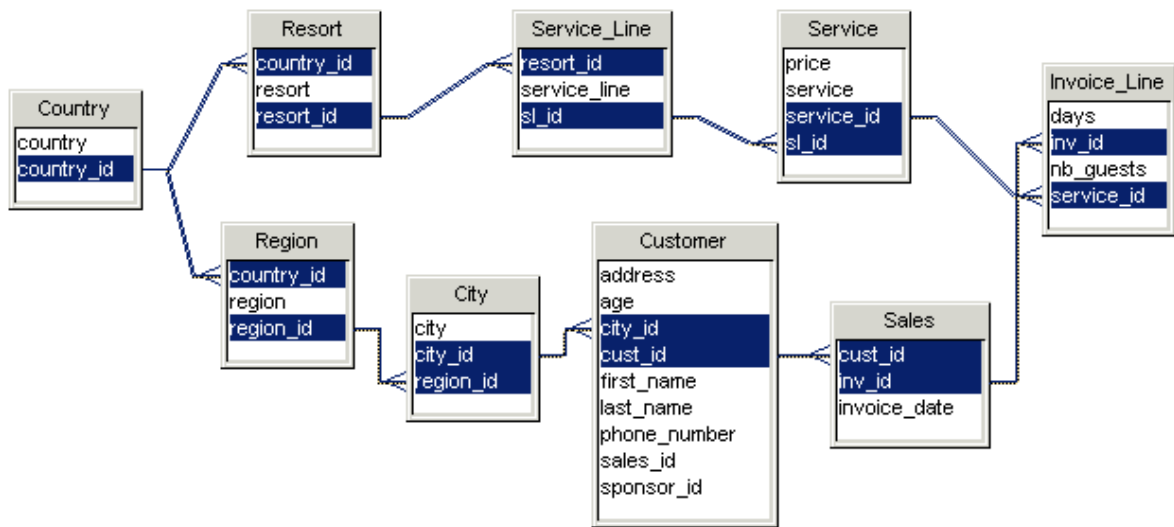 Resort
country_id
resort
resort_id
Service_Line
resort_id
service_line
sl_id
Service
price
service
service_id
sl_id
Invoice_Line
days
inv_id
nb_guests
service_id
Country
country
country_id
Region
country_id
region
region_id
City
city
city_id
region_id
Customer
address
age
city_id
cust_id
first_name
last_name
phone_number
sales_id
sponsor_id
Sales
cust_id
inv_id
invoice_date